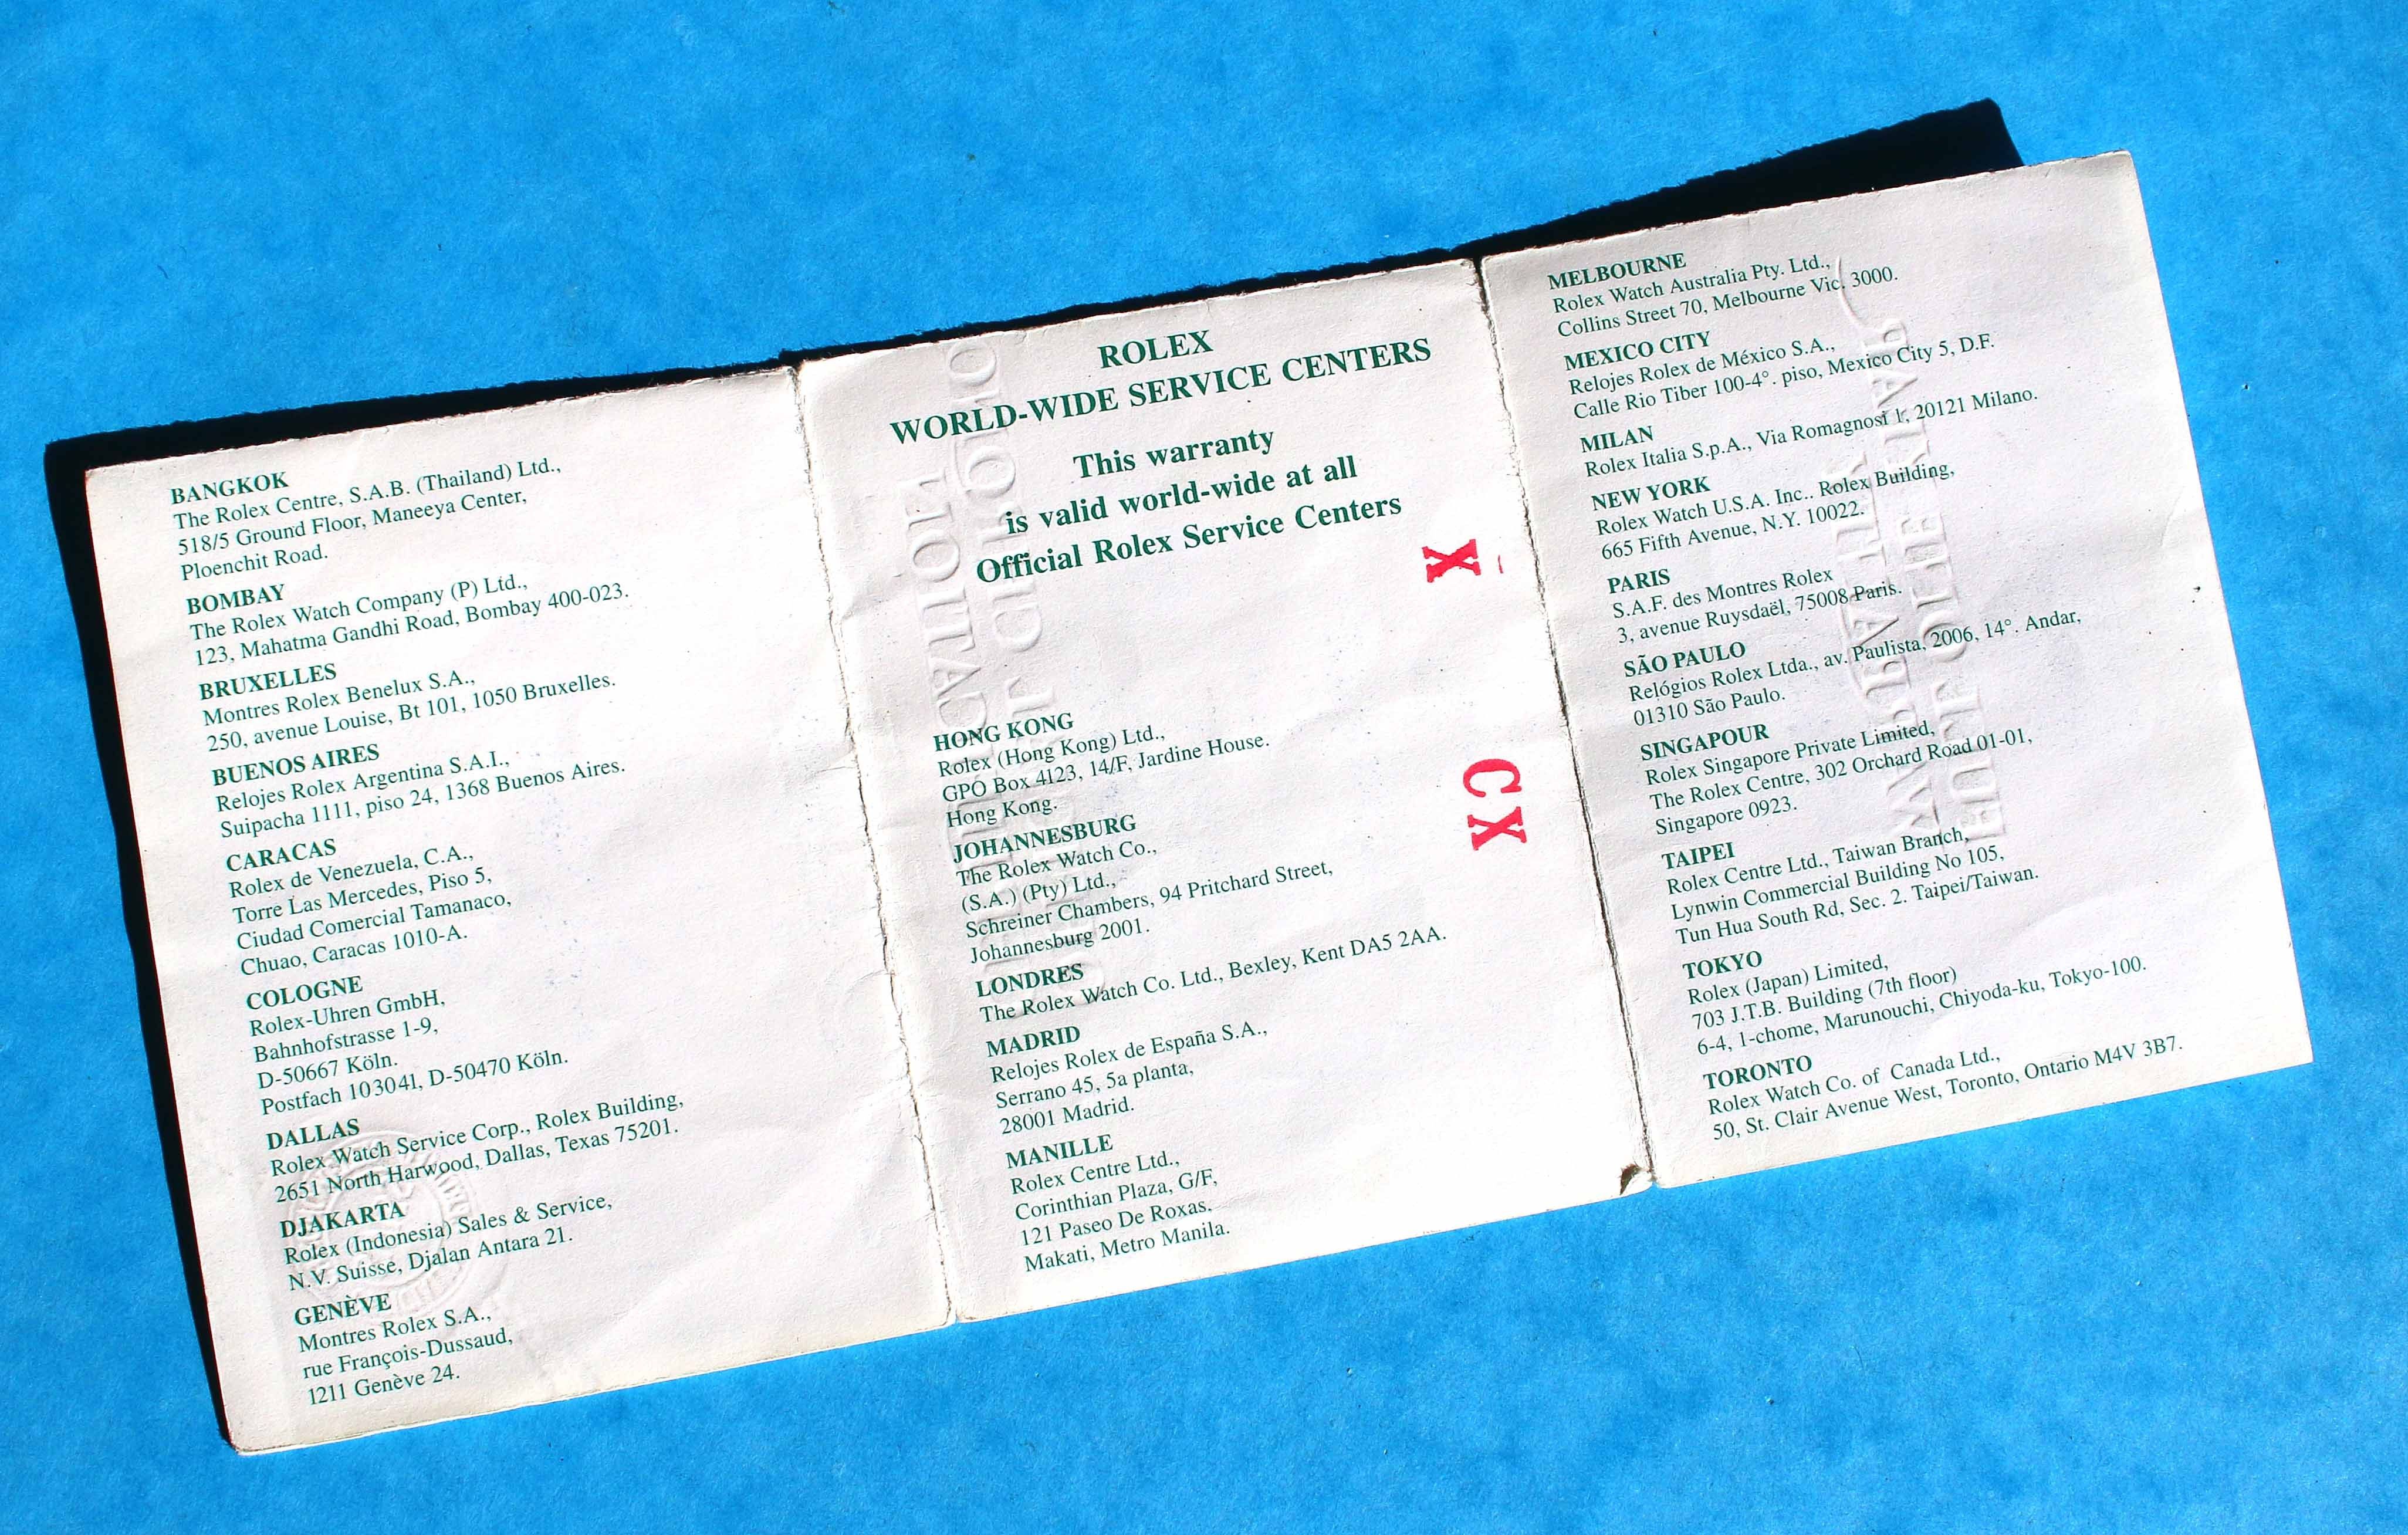 BANGKOK
The Rolex Centre, S.A.B. (Thailand) Ltd.,
518/5 Ground Floor, Maneeya Center,
Ploenchit Road.
BOMBAY
The Rolex Watch Company (P) Ltd.,
123, Mahatma Gandhi Road, Bombay 400-023.
BRUXELLES
Montres Rolex Benelux S.A.,
250, avenue Louise, Bt 101, 1050 Bruxelles.
BUENOS AIRES
Relojes Rolex Argentina S.A.I.,
Suipacha 1111, piso 24, 1368 Buenos Aires.
CARACAS
Rolex de Venezuela, C.A.,
Torre Las Mercedes, Piso 5,
Ciudad Comercial Tamanaco,
Chuao, Caracas 1010-A.
COLOGNE
Rolex-Uhren GmbH,
Bahnhofstrasse 1-9,
D-50667 Köln.
Postfach 103041, D-50470 Köln.
DALLAS
Rolex Watch Service Corp., Rolex Building,
2651 North Harwood, Dallas, Texas 75201.
DJAKARTA
Rolex (Indonesia) Sales & Service,
N.V. Suisse, Djalan Antara 21.
GENÈVE
Montres Rolex S.A.,
rue François-Dussaud,
1211 Genève 24.
ROLEX
WORLD-WIDE SERVICE CENTERS
This warranty
is valid world-wide at all
Official Rolex Service Centers
X
CX
HONG KONG
Rolex (Hong Kong) Ltd.,
GPO Box 4123, 14/F, Jardine House.
Hong Kong.
JOHANNESBURG
The Rolex Watch Co.,
(S.A.) (Pty) Ltd.,
Schreiner Chambers, 94 Pritchard Street,
Johannesburg 2001.
LONDRES
The Rolex Watch Co. Ltd., Bexley, Kent DA5 2AA.
MADRID
Relojes Rolex de España S.A.,
Serrano 45, 5a planta,
28001 Madrid.
MANILLE
Rolex Centre Ltd.,
Corinthian Plaza, G/F,
121 Paseo De Roxas,
Makati, Metro Manila.
MELBOURNE
Rolex Watch Australia Pty. Ltd.,
Collins Street 70, Melbourne Vic. 3000.
MEXICO CITY
Relojes Rolex de México S.A.,
Calle Rio Tiber 100-4°. piso, Mexico City 5, D.F.
MILAN
Rolex Italia S.p.A., Via Romagnosi 1, 20121 Milano.
NEW YORK
Rolex Watch U.S.A. Inc., Rolex Building,
665 Fifth Avenue, N.Y. 10022.
PARIS
S.A.F. des Montres Rolex
3, avenue Ruysdaël, 75008 Paris.
SÃO PAULO
Relógios Rolex Ltda., av. Paulista, 2006, 14°. Andar,
01310 São Paulo.
SINGAPOUR
Rolex Singapore Private Limited,
The Rolex Centre, 302 Orchard Road 01-01,
Singapore 0923.
TAIPEI
Rolex Centre Ltd., Taiwan Branch,
Lynwin Commercial Building No 105,
Tun Hua South Rd, Sec. 2. Taipei/Taiwan.
TOKYO
Rolex (Japan) Limited,
703 J.T.B. Building (7th floor)
6-4, 1-chome, Marunouchi, Chiyoda-ku, Tokyo-100.
TORONTO
Rolex Watch Co. of Canada Ltd.,
50, St. Clair Avenue West, Toronto, Ontario M4V 3B7.